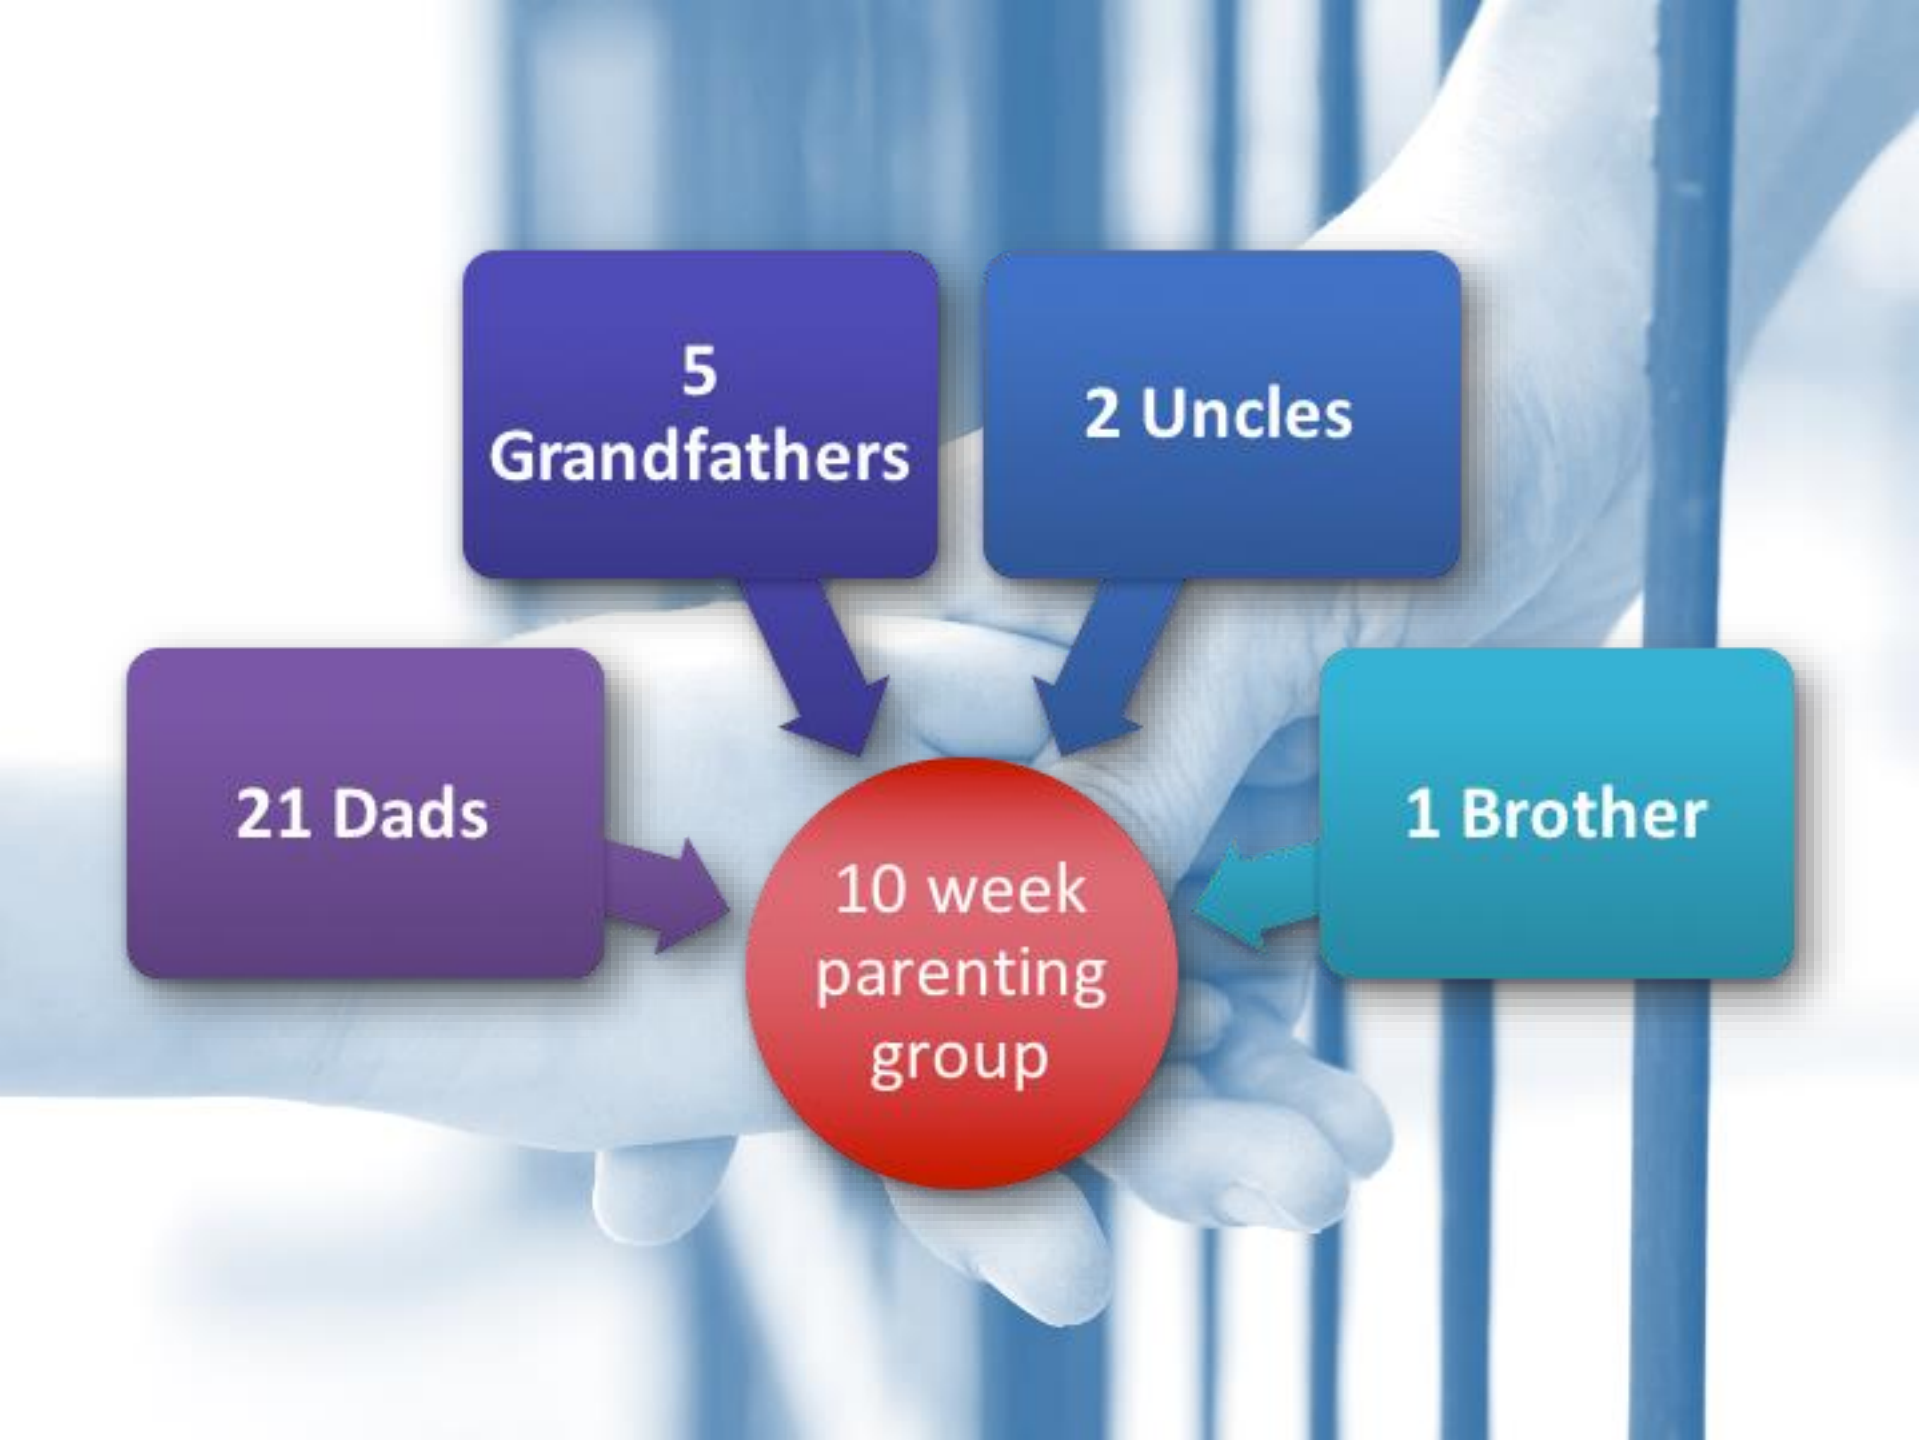 5
Grandfathers
2 Uncles
21 Dads
1 Brother
10 week
parenting
group